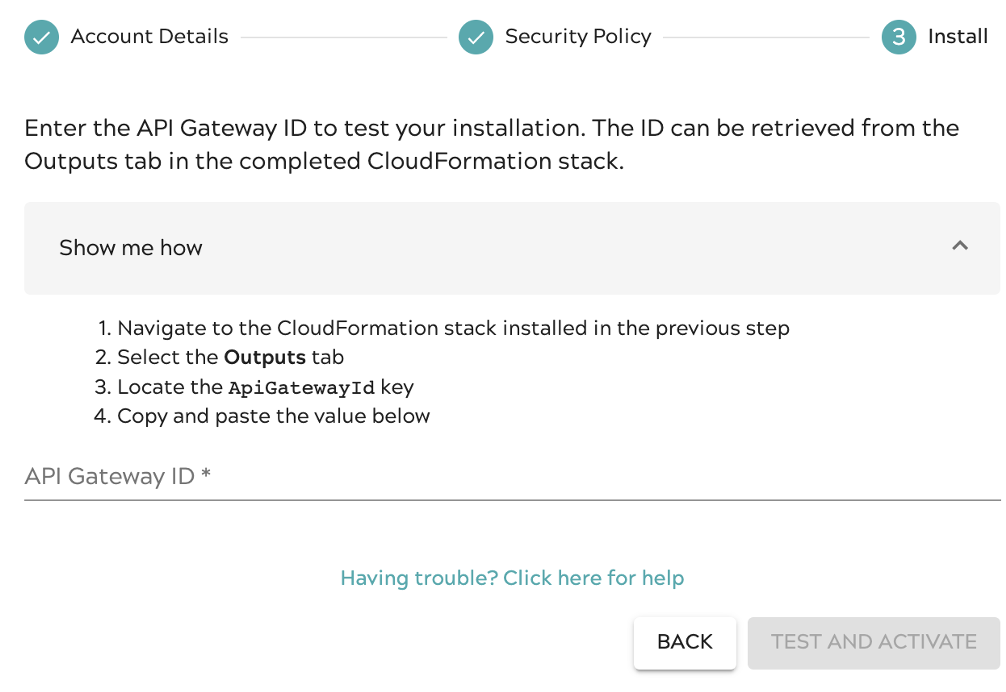 Account Details
Security Policy
3 Install
Enter the API Gateway ID to test your installation. The ID can be retrieved from the
Outputs tab in the completed CloudFormation stack.
Show me how
1. Navigate to the CloudFormation stack installed in the previous step
2. Select the Outputs tab
3. Locate the ApiGatewayId key
4. Copy and paste the value below
API Gateway ID *
Having trouble? Click here for help
BACK
TEST AND ACTIVATE